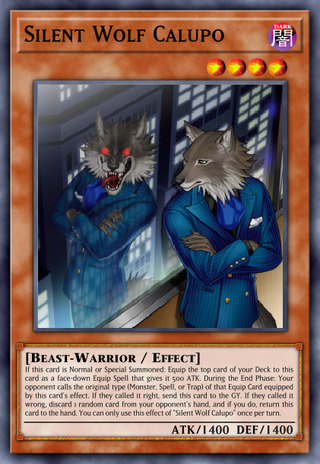 Silent Wolf Calupo
DARK
闇
[Beast-Warrior / Effect]
If this card is Normal or Special Summoned: Equip the top card of your Deck to this
card as a face-down Equip Spell that gives it 500 ATK. During the End Phase: Your
opponent calls the original type (Monster, Spell, or Trap) of that Equip Card equipped
by this card's effect. If they called it right, send this card to the GY. If they called it
wrong, discard 1 random card from your opponent's hand, and if you do, return this
card to the hand. You can only use this effect of "Silent Wolf Calupo" once per turn.
ATK/1400 DEF/1400